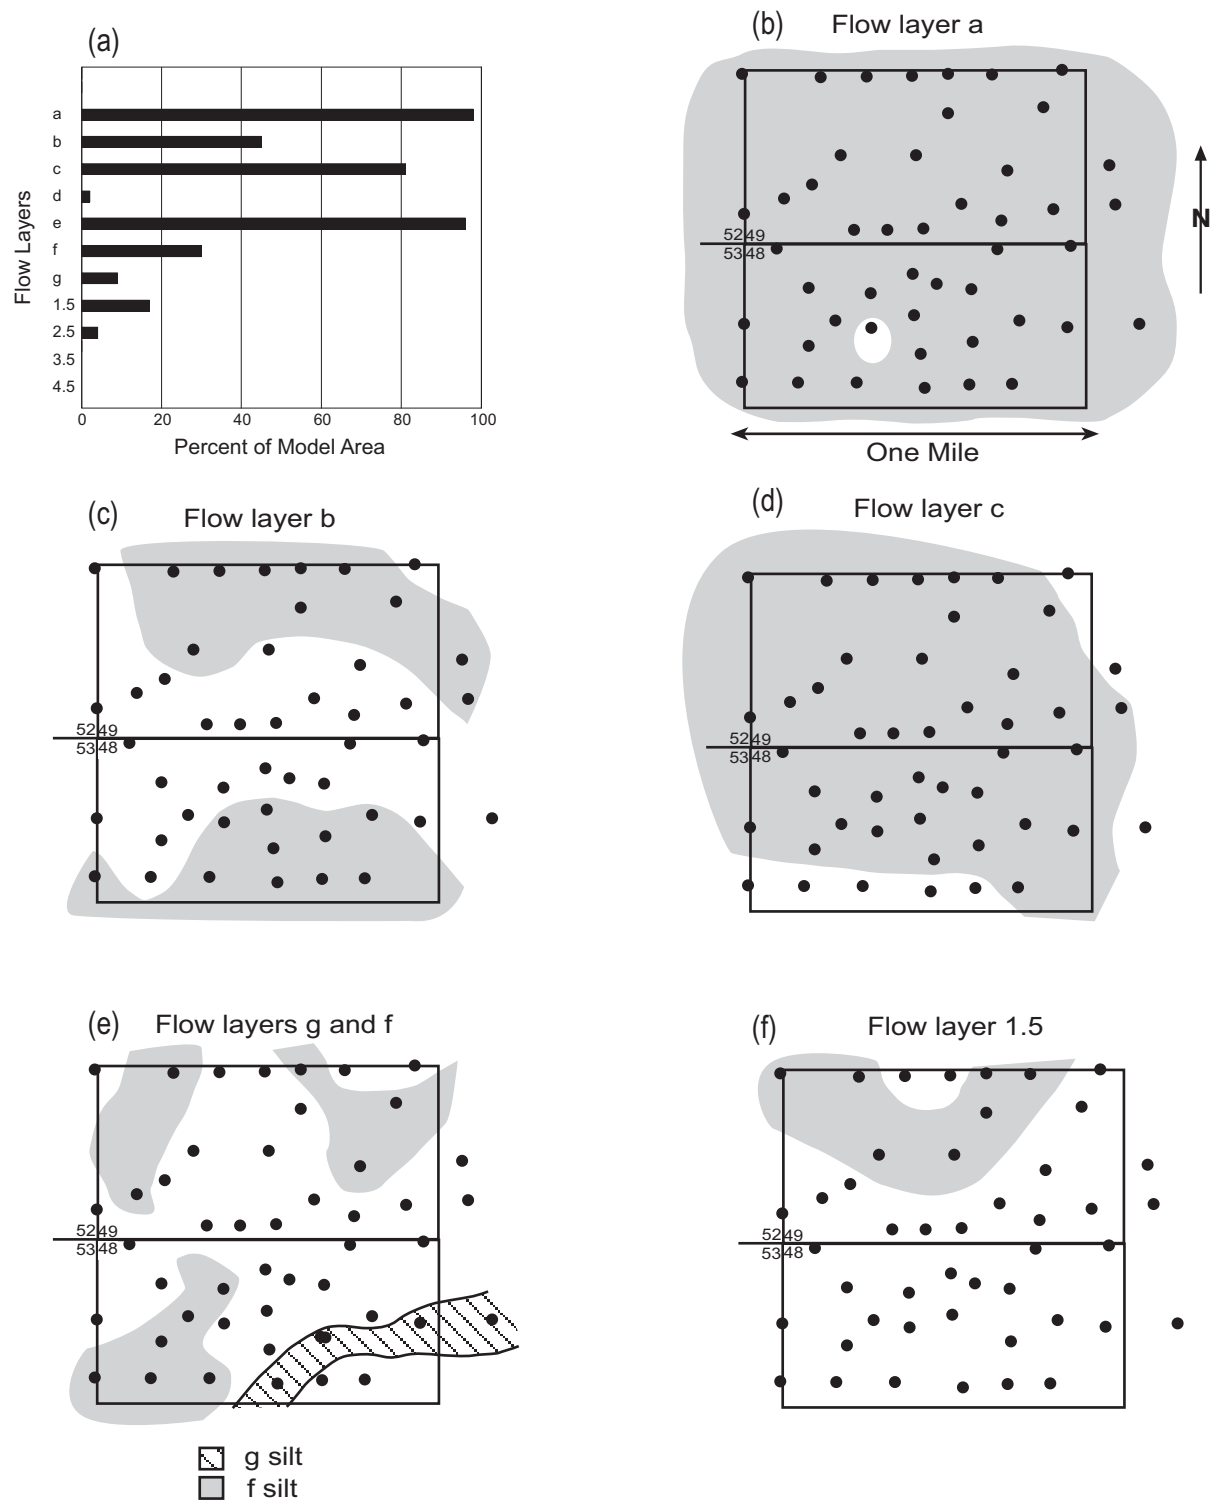 (a)
Flow Layers
a
b
c
d
e
f
g
1.5
2.5
3.5
4.5
0 20 40 60 80 100
Percent of Model Area
(b) Flow layer a
52 49
53 48
N
One Mile
(c) Flow layer b
52 49
53 48
(d) Flow layer c
52 49
53 48
(e) Flow layers g and f
52 49
53 48
g silt
f silt
(f) Flow layer 1.5
52 49
53 48